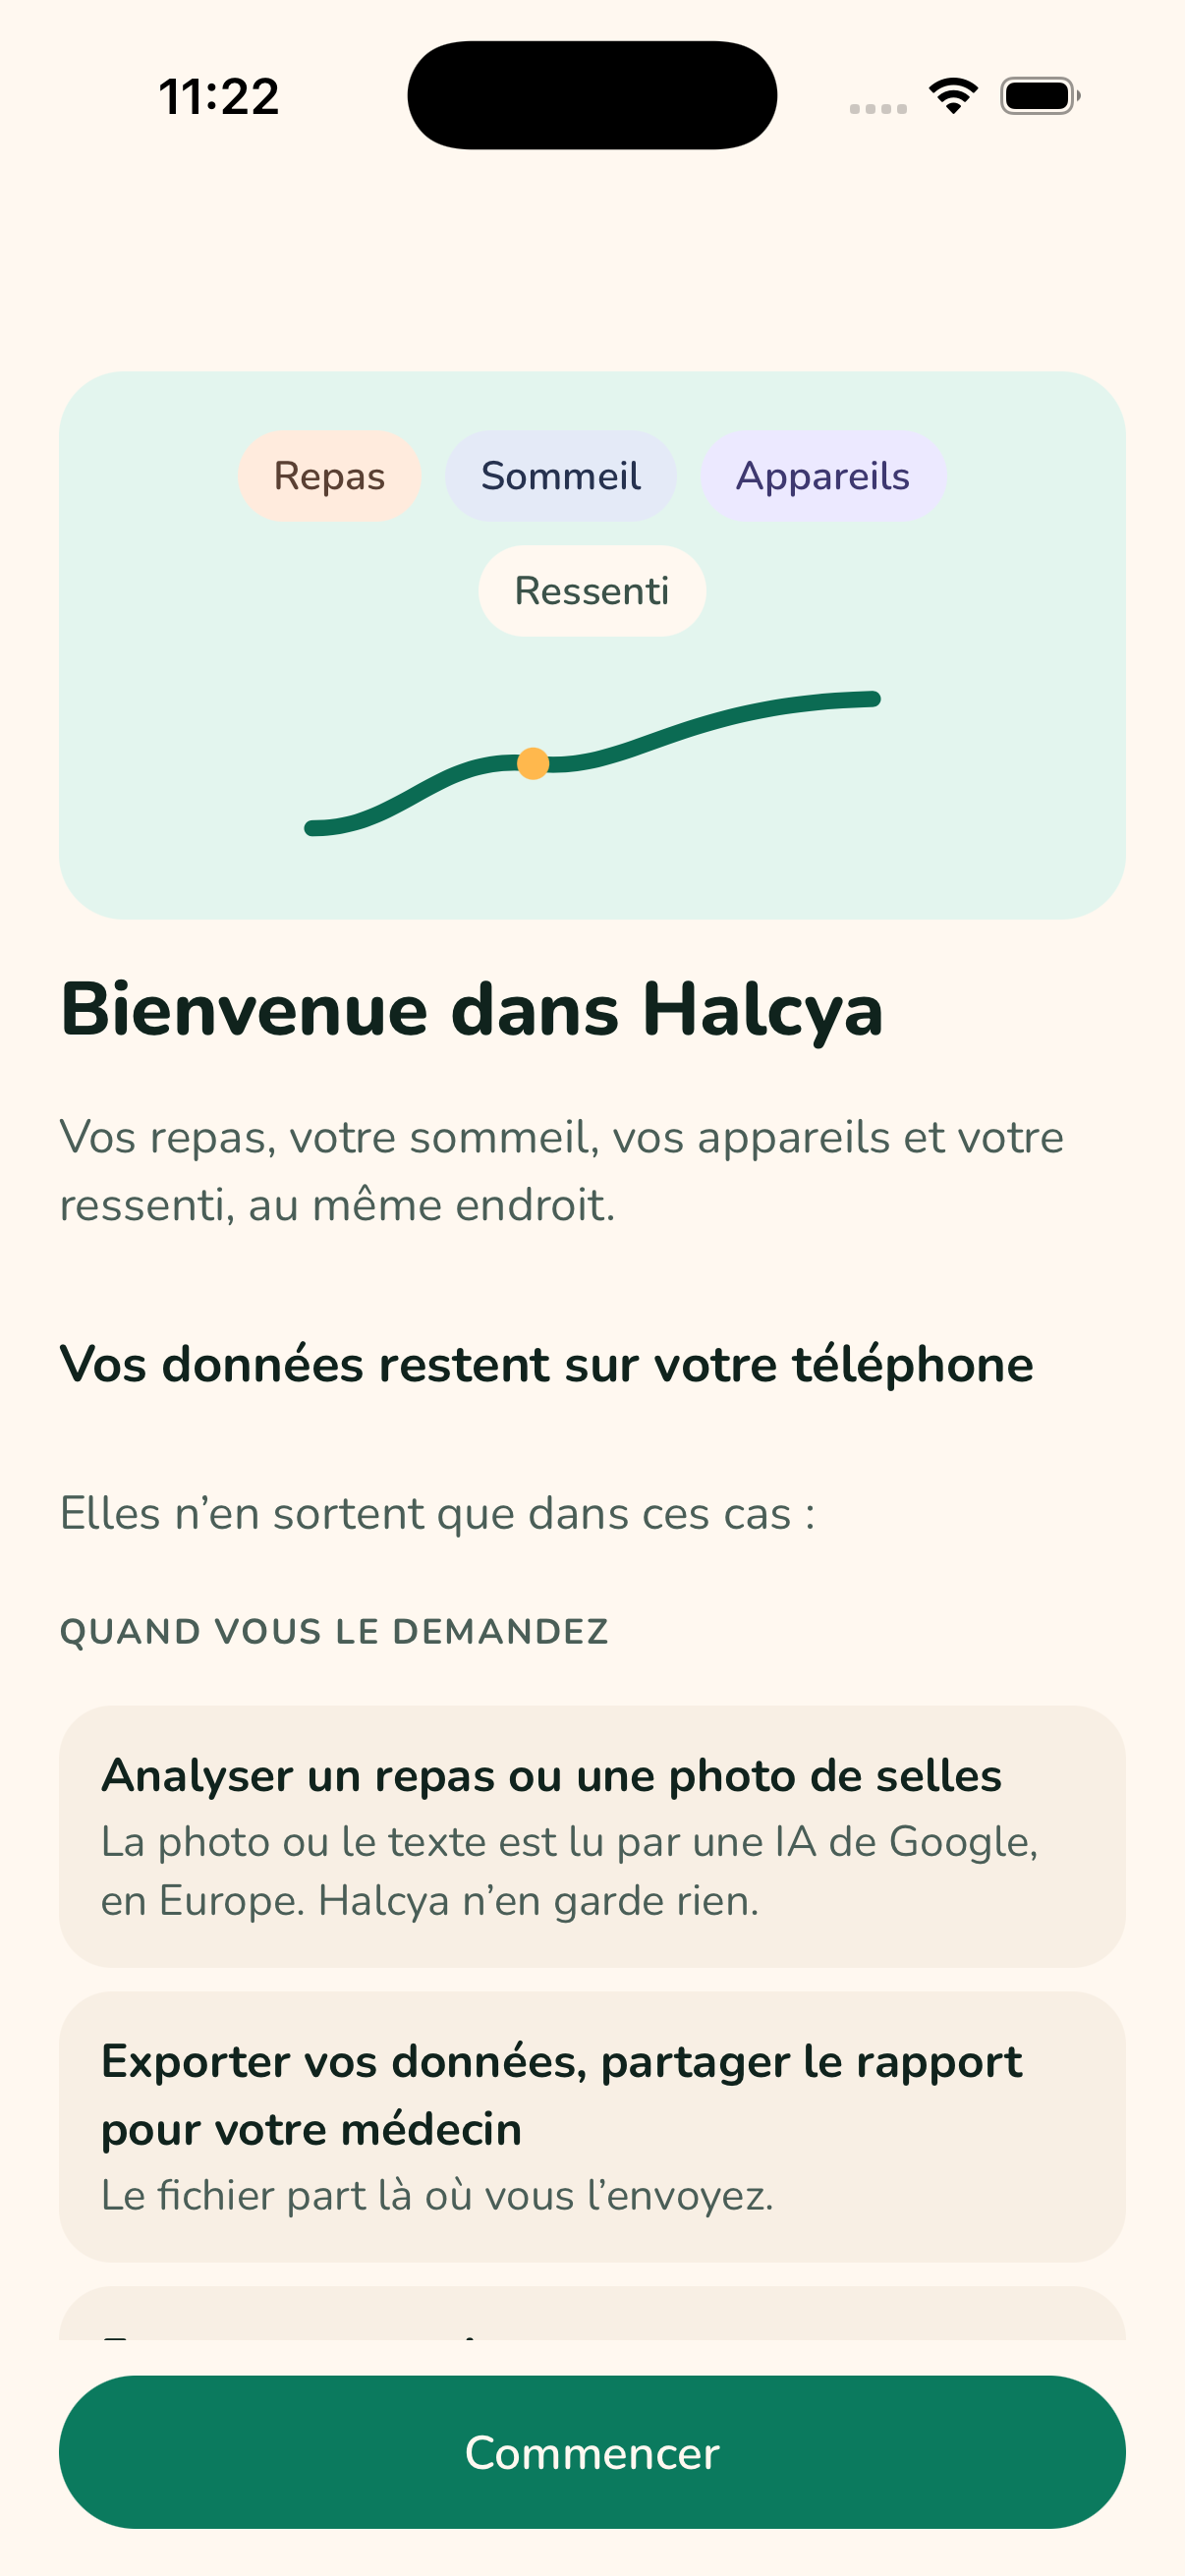 11:22
Repas
Sommeil
Appareils
Ressenti
Bienvenue dans Halcya
Vos repas, votre sommeil, vos appareils et votre
ressenti, au même endroit.
Vos données restent sur votre téléphone
Elles n’en sortent que dans ces cas :
QUAND VOUS LE DEMANDEZ
Analyser un repas ou une photo de selles
La photo ou le texte est lu par une IA de Google,
en Europe. Halcya n’en garde rien.
Exporter vos données, partager le rapport
pour votre médecin
Le fichier part là où vous l’envoyez.
Commencer